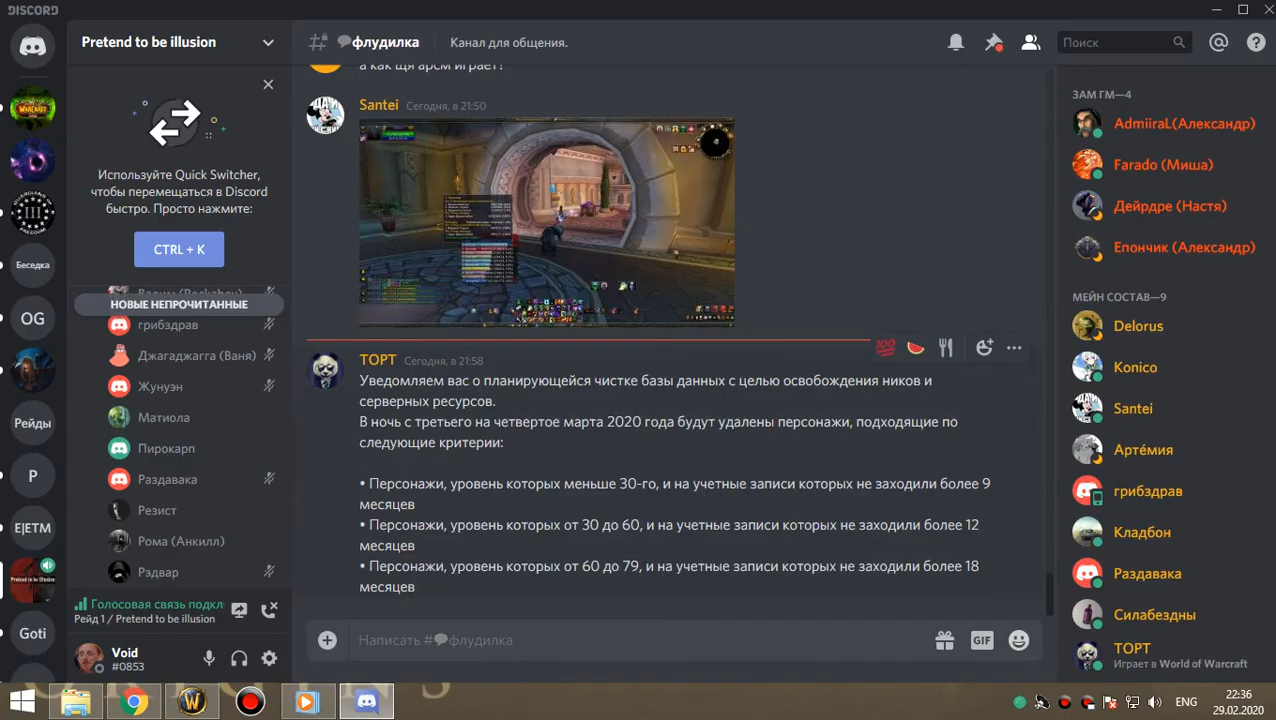 DISCORD
Pretend to be illusion
флудилка
Канал для общения.
Поиск
Используйте Quick Switcher,
чтобы перемещаться в Discord
быстро. Просто нажмите:
CTRL + K
НОВЫЕ НЕПРОЧИТАННЫЕ
грибздрав
Джагаджагга (Ваня)
Жунуэн
Матиола
Пирокарп
Раздавака
Резист
Рома (Анкилл)
Рэдвар
Голосовая связь подкл
Рейд 1 / Pretend to be illusion
Void
#0853
Беседка
OG
Рейды
P
E|ETM
Goti
а как щя арсм играет?
Santei Сегодня, в 21:50
ТОРТ Сегодня, в 21:58
Уведомляем вас о планирующейся чистке базы данных с целью освобождения ников и
серверных ресурсов.
В ночь с третьего на четвертое марта 2020 года будут удалены персонажи, подходящие по
следующие критерии:
• Персонажи, уровень которых меньше 30-го, и на учетные записи которых не заходили более 9
месяцев
• Персонажи, уровень которых от 30 до 60, и на учетные записи которых не заходили более 12
месяцев
• Персонажи, уровень которых от 60 до 79, и на учетные записи которых не заходили более 18
месяцев
Написать #флудилка
GIF
ЗАМ ГМ—4
AdmiiraL(Александр)
Farado (Миша)
Дейрдре (Настя)
Епончик (Александр)
МЕЙН СОСТАВ—9
Delorus
Konico
Santei
Артéмия
грибздрав
Кладбон
Раздавака
Силабездны
ТОРТ
Играет в World of Warcraft
ENG
22:36
29.02.2020